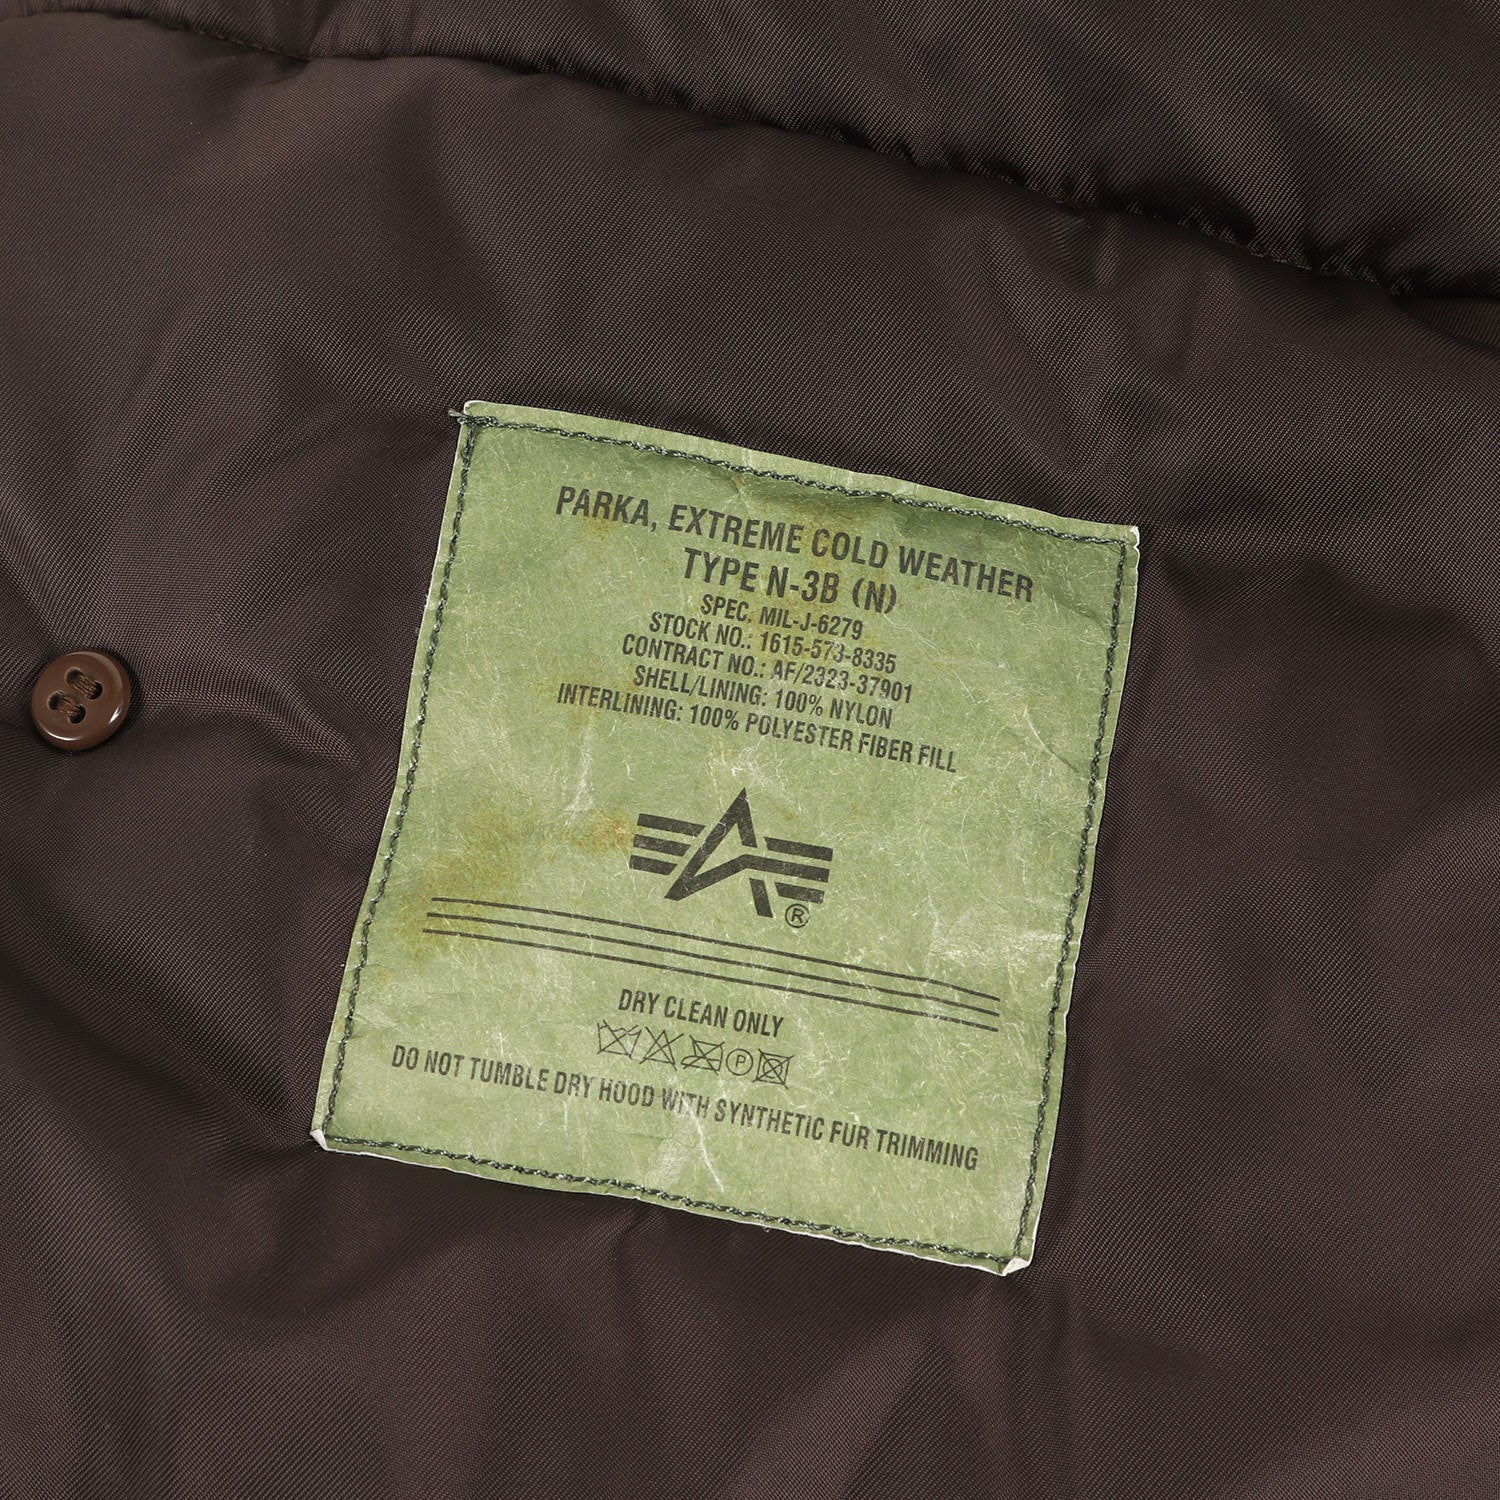 PARKA, EXTREME COLD WEATHER
TYPE N-3B (N)
SPEC. MIL-J-6279
STOCK NO.: 1615-573-8335
CONTRACT NO.: AF/2323-37901
SHELL/LINING: 100% NYLON
INTERLINING: 100% POLYESTER FIBER FILL
®
DRY CLEAN ONLY
P
DO NOT TUMBLE DRY HOOD WITH SYNTHETIC FUR TRIMMING